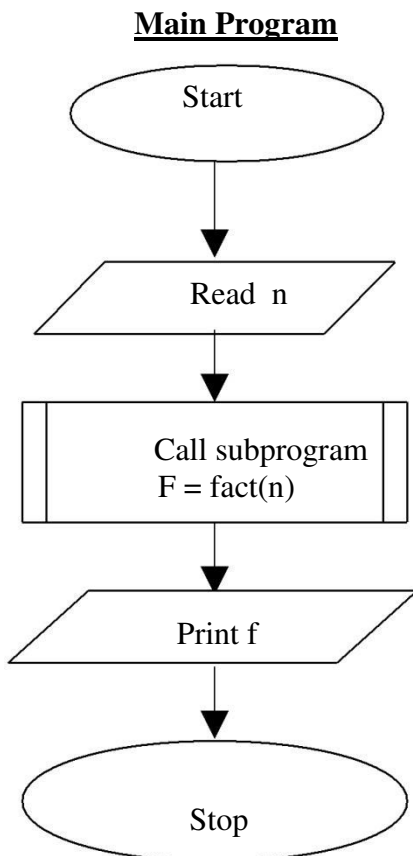 Main Program
Start
Read n
Call subprogram
F = fact(n)
Print f
Stop